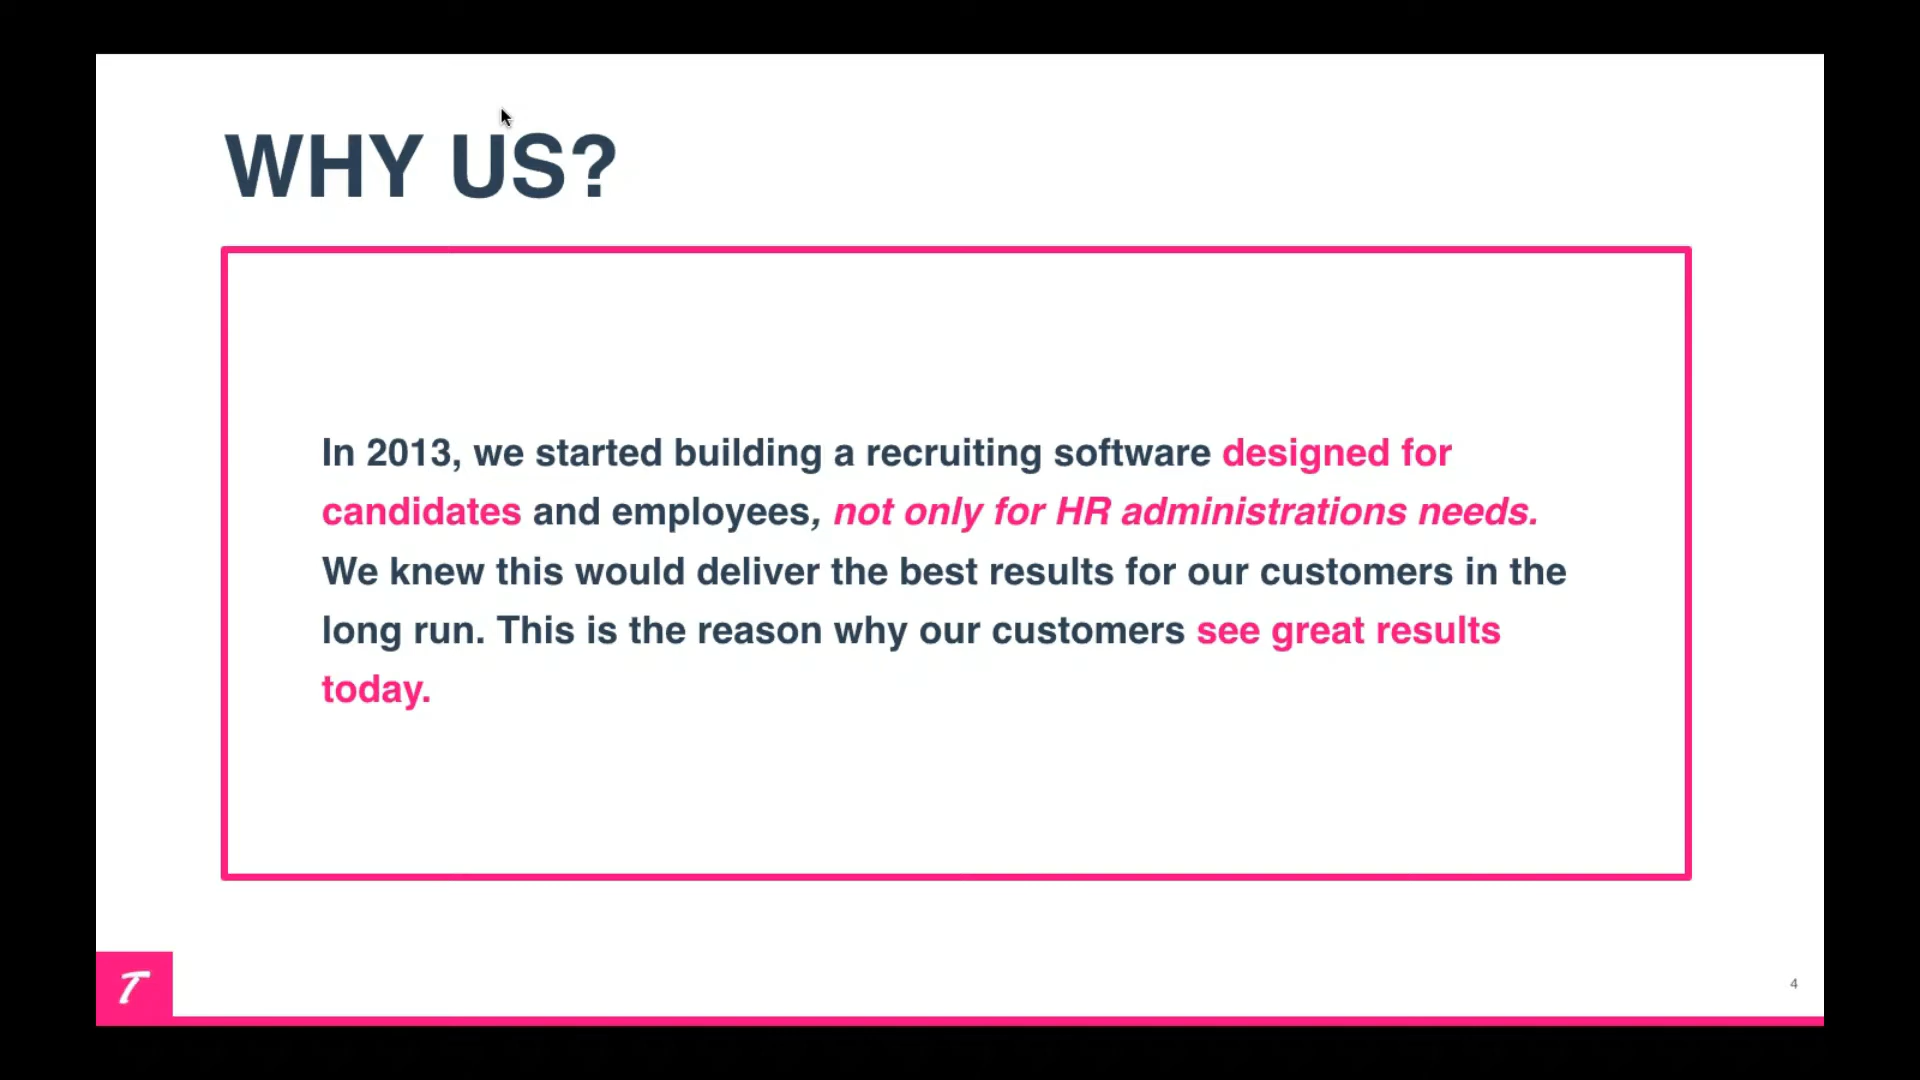 WHY US?
In 2013, we started building a recruiting software designed for
candidates and employees, not only for HR administrations needs.
We knew this would deliver the best results for our customers in the
long run. This is the reason why our customers see great results
today.
T
4